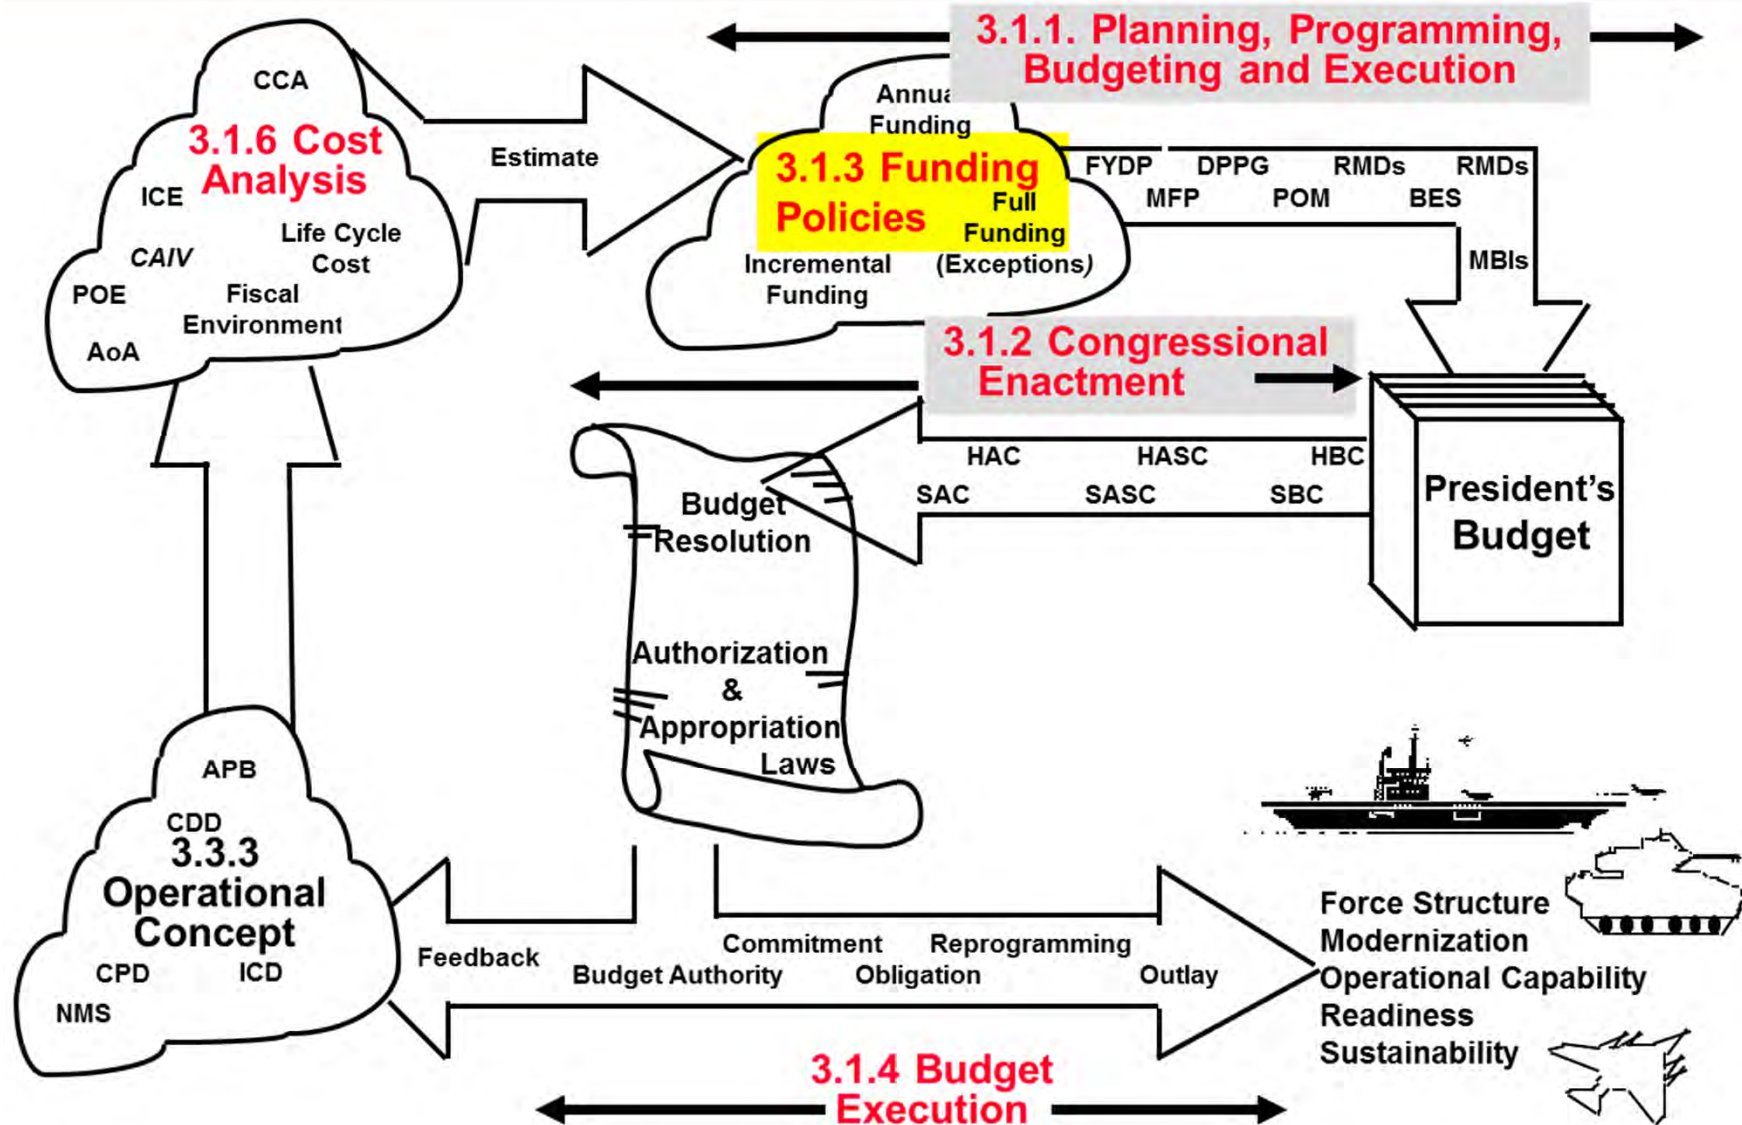 3.1.1. Planning, Programming,
Budgeting and Execution
CCA
3.1.6 Cost
Analysis
ICE
Life Cycle
Cost
CAIV
POE
Fiscal
Environment
AoA
Estimate
Annua
Funding
3.1.3 Funding
Policies
Full
Funding
Incremental
Funding
(Exceptions)
FYDP DPPG RMDs RMDs
MFP POM BES
MBIs
3.1.2 Congressional
Enactment
HAC HASC HBC
SAC SASC SBC
President's
Budget
Budget
Resolution
Authorization
&
Appropriation
Laws
APB
CDD
3.3.3
Operational
Concept
CPD ICD
NMS
Feedback
Commitment Reprogramming
Budget Authority Obligation Outlay
Force Structure
Modernization
Operational Capability
Readiness
Sustainability
3.1.4 Budget
Execution